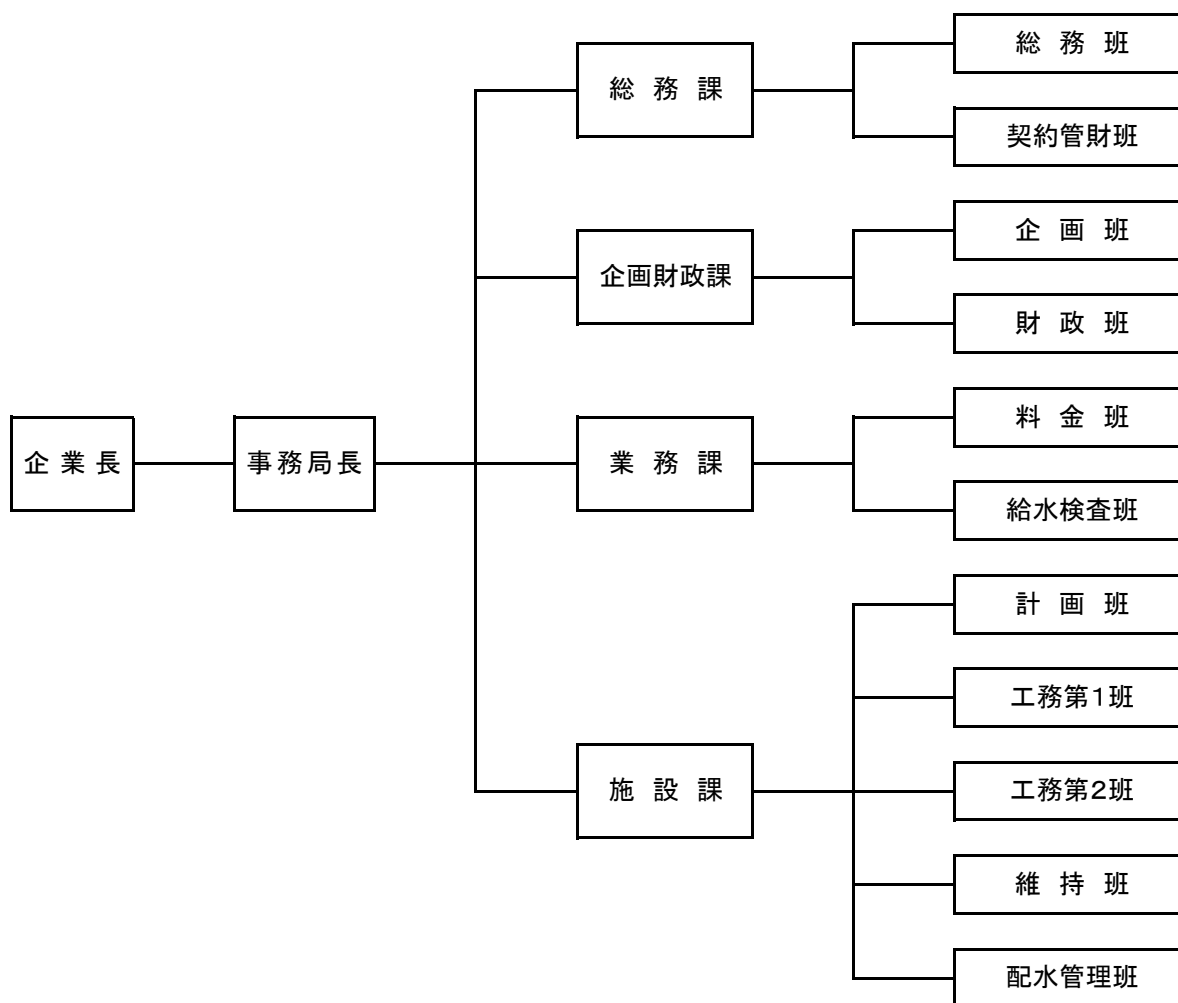 企業長
事務局長
総務課
総務班
契約管財班
企画財政課
企画班
財政班
業務課
料金班
給水検査班
施設課
計画班
工務第1班
工務第2班
維持班
配水管理班